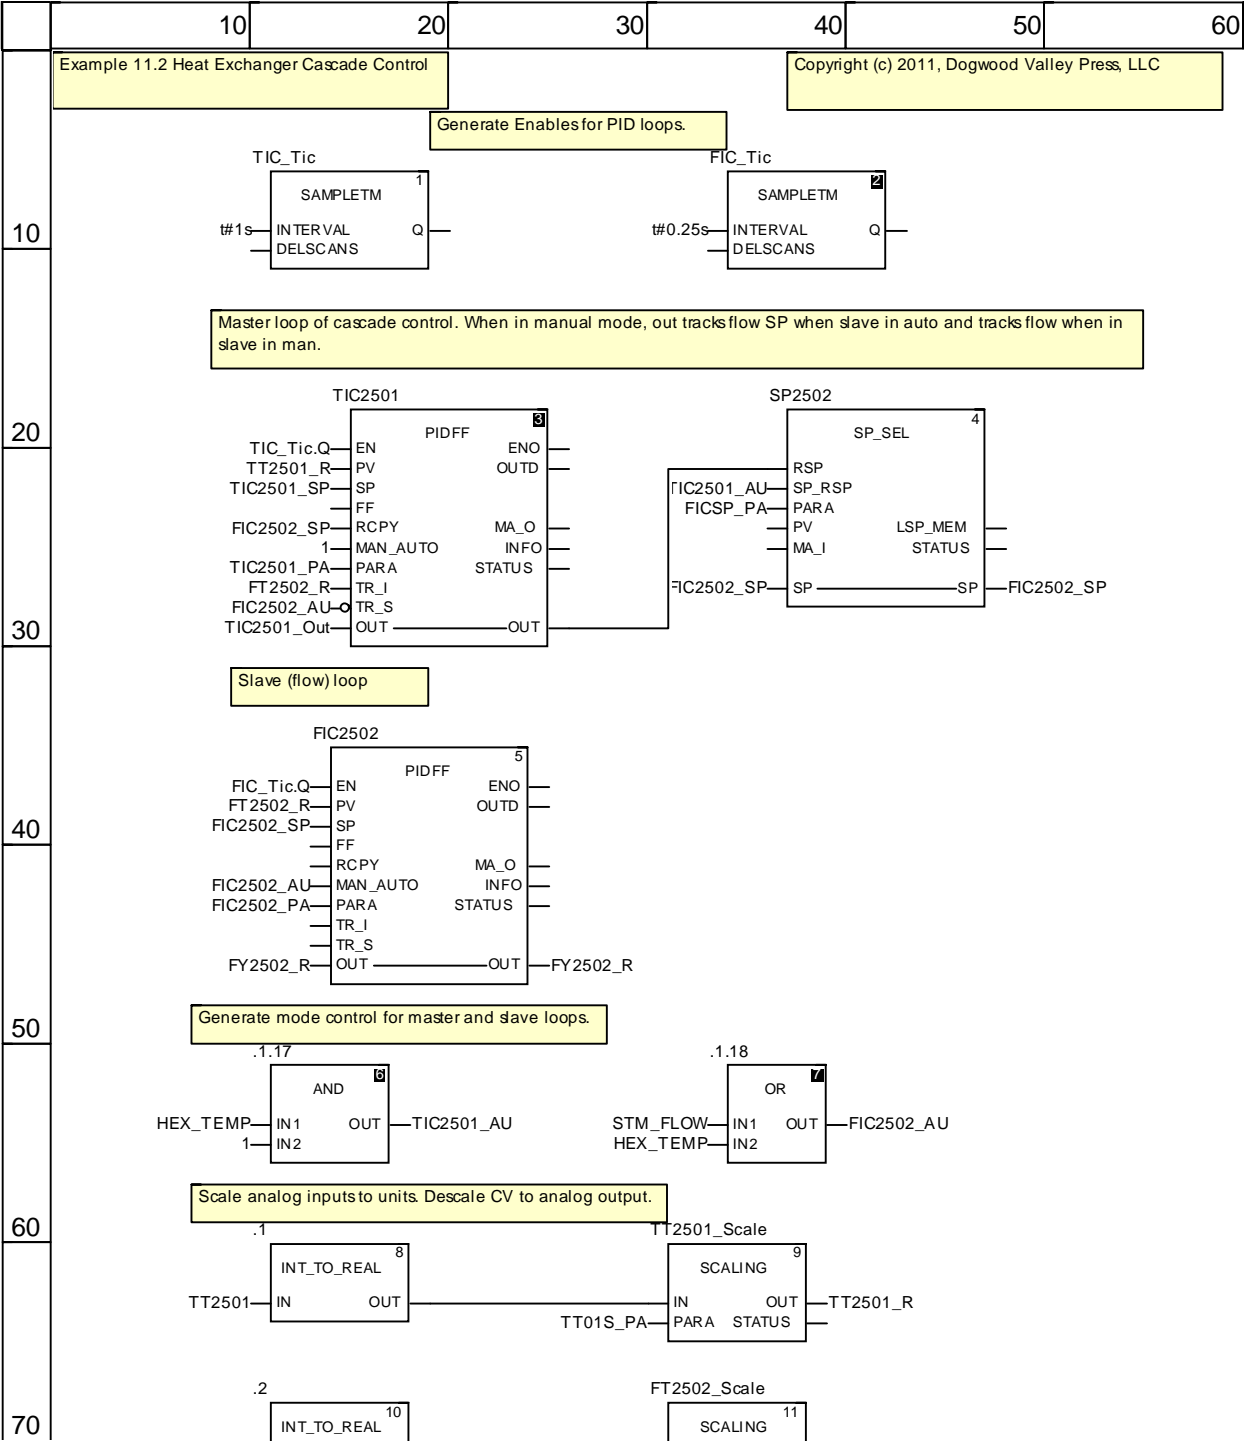 10 20 30 40 50 60
Example 11.2 Heat Exchanger Cascade Control
Copyright (c) 2011, Dogwood Valley Press, LLC
Generate Enables for PID loops.
TIC_Tic
1
SAMPLETM
t#1s INTERVAL Q
DELSCANS
FIC_Tic
2
SAMPLETM
t#0.25s INTERVAL Q
DELSCANS
10
Master loop of cascade control. When in manual mode, out tracks flow SP when slave in auto and tracks flow when in
slave in man.
TIC2501
3
PIDFF
TIC_Tic.Q EN ENO
TT2501_R PV OUTD
TIC2501_SP SP
FF
FIC2502_SP RCPY MA_O
1 MAN_AUTO INFO
TIC2501_PA PARA STATUS
FT2502_R TR_I
FIC2502_AU TR_S
TIC2501_Out OUT OUT
SP2502
4
SP_SEL
RSP
TIC2501_AU SP_RSP
FICSP_PA PARA
PV LSP_MEM
MA_I STATUS
FIC2502_SP SP SP FIC2502_SP
20
30
Slave (flow) loop
FIC2502
5
PIDFF
FIC_Tic.Q EN ENO
FT2502_R PV OUTD
FIC2502_SP SP
FF
RCPY MA_O
FIC2502_AU MAN_AUTO INFO
FIC2502_PA PARA STATUS
TR_I
TR_S
FY2502_R OUT OUT FY2502_R
40
Generate mode control for master and slave loops.
50
.1.17
6
AND
HEX_TEMP IN1 OUT TIC2501_AU
1 IN2
.1.18
7
OR
STM_FLOW IN1 OUT FIC2502_AU
HEX_TEMP IN2
Scale analog inputs to units. Descale CV to analog output.
60
.1
8
INT_TO_REAL
TT2501 IN OUT
TT2501_Scale
9
SCALING
IN OUT TT2501_R
TT01S_PA PARA STATUS
.2
10
INT_TO_REAL
FT2502_Scale
11
SCALING
70